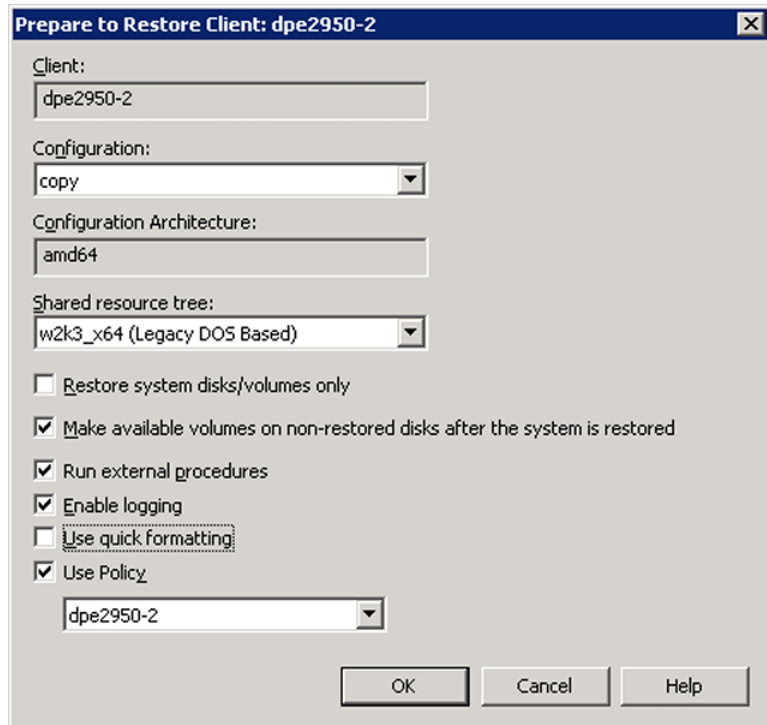 Prepare to Restore Client: dpe2950-2
Client:
dpe2950-2
Configuration:
copy
Configuration Architecture:
amd64
Shared resource tree:
w2k3_x64 (Legacy DOS Based)
Restore system disks/volumes only
Make available volumes on non-restored disks after the system is restored
Run external procedures
Enable logging
Use quick formatting
Use Policy
dpe2950-2
OK Cancel Help